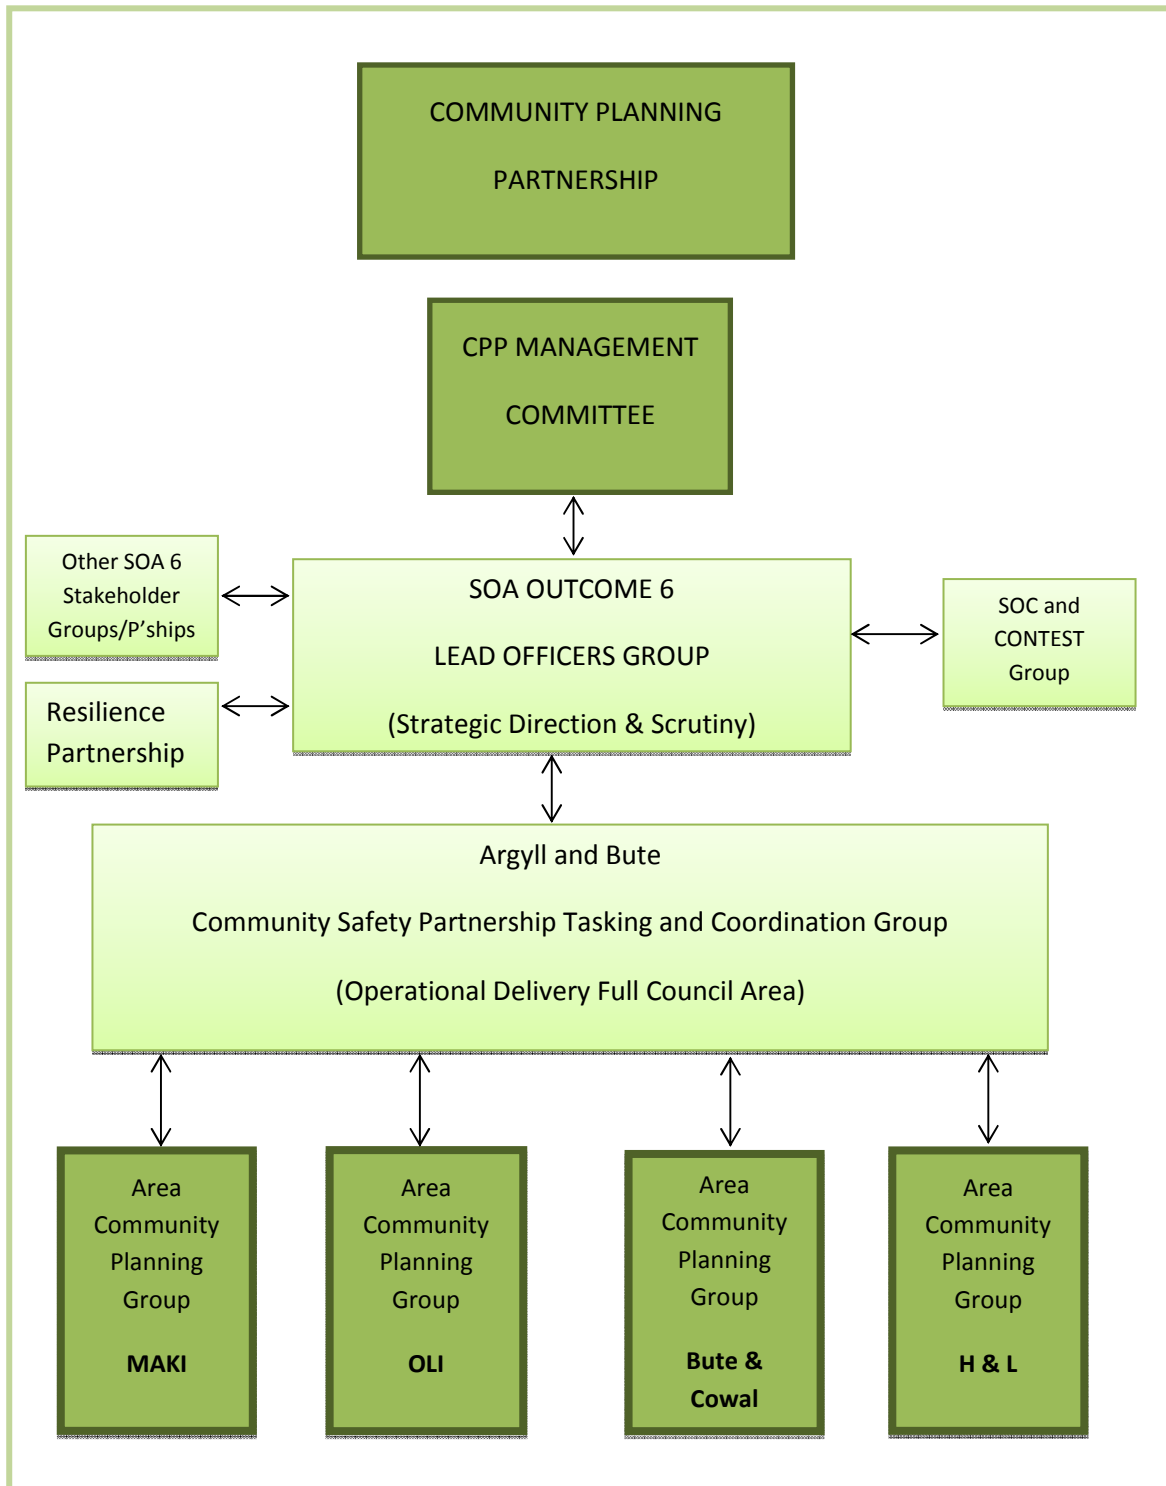 COMMUNITY PLANNING
PARTNERSHIP
CPP MANAGEMENT
COMMITTEE
Other SOA 6
Stakeholder
Groups/P’ships
SOA OUTCOME 6
LEAD OFFICERS GROUP
(Strategic Direction & Scrutiny)
SOC and
CONTEST
Group
Resilience
Partnership
Argyll and Bute
Community Safety Partnership Tasking and Coordination Group
(Operational Delivery Full Council Area)
Area
Community
Planning
Group
MAKI
Area
Community
Planning
Group
OLI
Area
Community
Planning
Group
Bute &
Cowal
Area
Community
Planning
Group
H & L